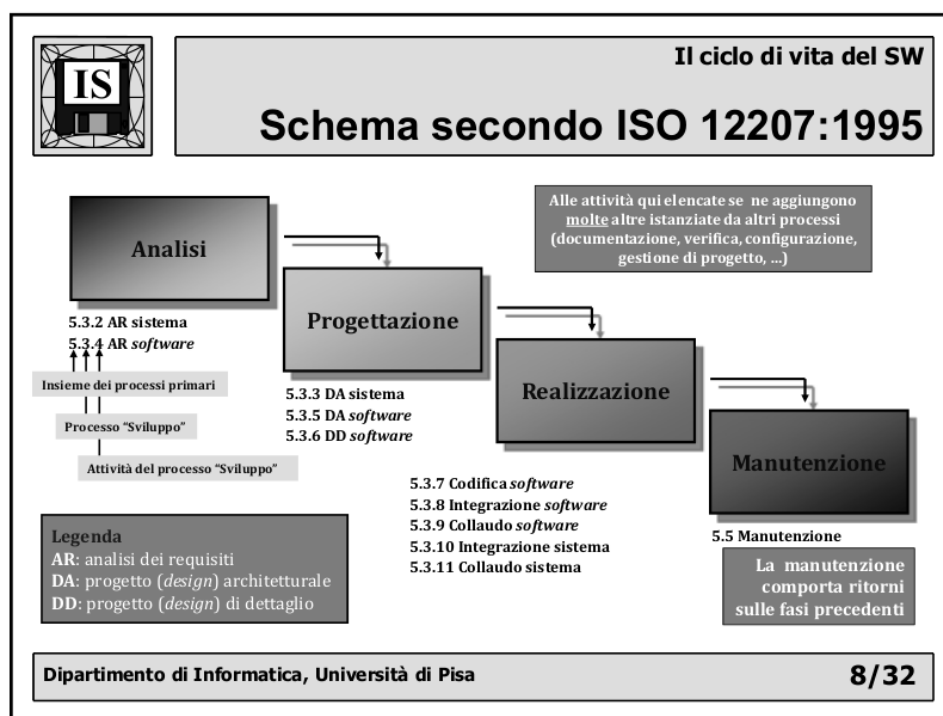 IS
Il ciclo di vita del SW
Schema secondo ISO 12207:1995
Alle attività qui elencate se ne aggiungono
molte altre istanziate da altri processi
(documentazione, verifica, configurazione,
gestione di progetto, ...)
Analisi
5.3.2 AR sistema
5.3.4 AR software
Insieme dei processi primari
Processo “Sviluppo”
Attività del processo “Sviluppo”
Progettazione
5.3.3 DA sistema
5.3.5 DA software
5.3.6 DD software
Realizzazione
5.3.7 Codifica software
5.3.8 Integrazione software
5.3.9 Collaudo software
5.3.10 Integrazione sistema
5.3.11 Collaudo sistema
Manutenzione
5.5 Manutenzione
La manutenzione
comporta ritorni
sulle fasi precedenti
Legenda
AR: analisi dei requisiti
DA: progetto (design) architetturale
DD: progetto (design) di dettaglio
Dipartimento di Informatica, Università di Pisa
8/32